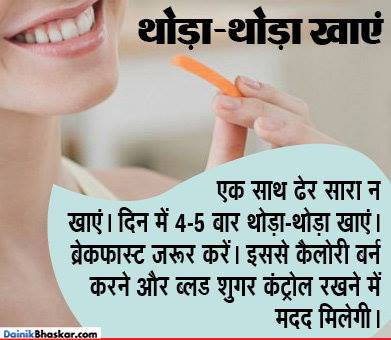 थोड़ा-थोड़ा खाएं
एक साथ ढेर सारा न
खाएं। दिन में 4-5 बार थोड़ा-थोड़ा खाएं।
ब्रेकफास्ट जरूर करें। इससे कैलोरी बर्न
करने और ब्लड शुगर कंट्रोल रखने में
मदद मिलेगी।
DainikBhaskar.com